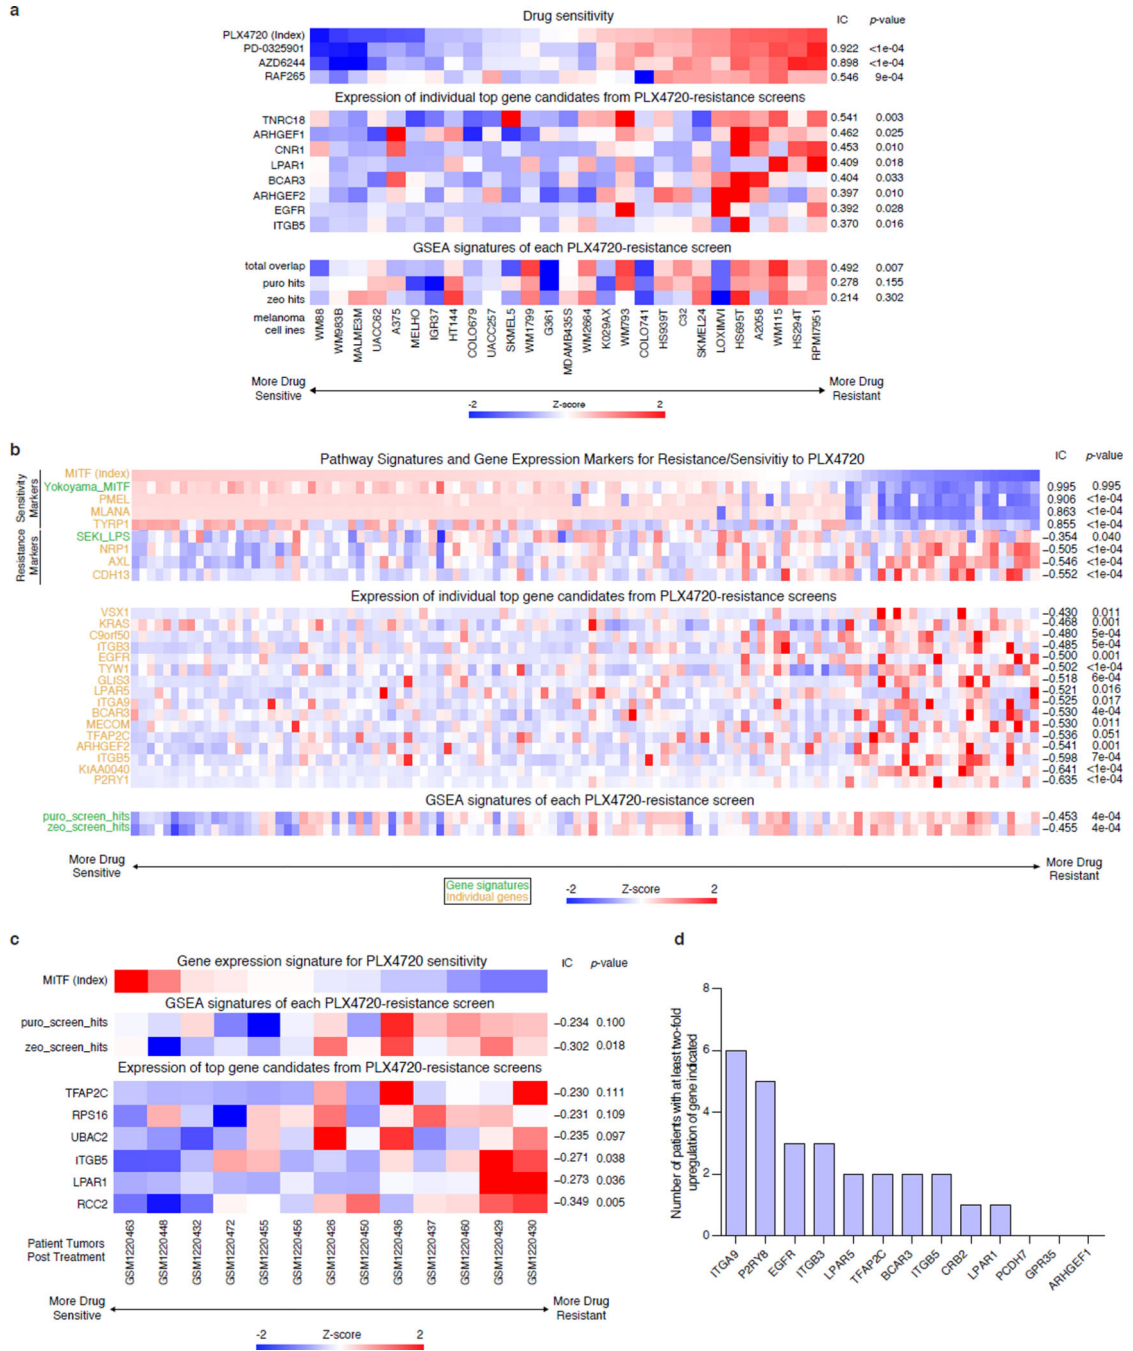 a
Drug sensitivity
IC p-value
PLX4720 (Index)
PD-0325901 0.922 <1e-04
AZD6244 0.898 <1e-04
RAF265 0.546 9e-04
Expression of individual top gene candidates from PLX4720-resistance screens
TNRC18 0.541 0.003
ARHGEF1 0.462 0.025
CNR1 0.453 0.010
LPAR1 0.409 0.018
BCAR3 0.404 0.033
ARHGEF2 0.397 0.010
EGFR 0.392 0.028
ITGB5 0.370 0.016
GSEA signatures of each PLX4720-resistance screen
total overlap 0.492 0.007
puro hits 0.278 0.155
zeo hits 0.214 0.302
melanoma cell ines
WM88 WM983B MALME3M UACC62 A375 MELHO IGR37 HT144 COLO679 UACC257 SKMEL5 WM1799 G361 MDAMB435S WM2664 K029AX WM793 COLO741 HS939T C32 SKMEL24 LOXIMVI HS695T A2058 WM115 HS294T RPMI7951
More Drug Sensitive
More Drug Resistant
-2 Z-score 2
b
Pathway Signatures and Gene Expression Markers for Resistance/Sensitivity to PLX4720
IC p-value
Sensitivity Markers
MITF (Index)
Yokoyama_MITF 0.995 0.995
PMEL 0.906 <1e-04
MLANA 0.863 <1e-04
TYRP1 0.855 <1e-04
Resistance Markers
SEKI_LPS −0.354 0.040
NRP1 −0.505 <1e-04
AXL −0.546 <1e-04
CDH13 −0.552 <1e-04
Expression of individual top gene candidates from PLX4720-resistance screens
VSX1 −0.430 0.011
KRAS −0.468 0.001
C9orf50 −0.480 5e-04
ITGB3 −0.485 5e-04
EGFR −0.500 0.001
TYW1 −0.502 <1e-04
GLIS3 −0.518 6e-04
LPAR5 −0.521 0.016
ITGA9 −0.525 0.017
BCAR3 −0.530 4e-04
MECOM −0.530 0.011
TFAP2C −0.536 0.051
ARHGEF2 −0.541 0.001
ITGB5 −0.598 7e-04
KIAA0040 −0.641 <1e-04
P2RY1 −0.635 <1e-04
GSEA signatures of each PLX4720-resistance screen
puro_screen_hits −0.453 4e-04
zeo_screen_hits −0.455 4e-04
More Drug Sensitive
More Drug Resistant
Gene signatures
Individual genes
-2 Z-score 2
c
Gene expression signature for PLX4720 sensitivity
IC p-value
MITF (Index)
GSEA signatures of each PLX4720-resistance screen
puro_screen_hits −0.234 0.100
zeo_screen_hits −0.302 0.018
Expression of top gene candidates from PLX4720-resistance screens
TFAP2C −0.230 0.111
RPS16 −0.231 0.109
UBAC2 −0.235 0.097
ITGB5 −0.271 0.038
LPAR1 −0.273 0.036
RCC2 −0.349 0.005
Patient Tumors Post Treatment
GSM1220463 GSM1220448 GSM1220432 GSM1220472 GSM1220455 GSM1220456 GSM1220426 GSM1220450 GSM1220436 GSM1220437 GSM1220460 GSM1220429 GSM1220430
More Drug Sensitive
More Drug Resistant
-2 Z-score 2
d
Number of patients with at least two-fold upregulation of gene indicated
8
6
4
2
0
ITGA9 P2RY8 EGFR ITGB3 LPAR5 TFAP2C BCAR3 ITGB5 CRB2 LPAR1 PCDH7 GPR35 ARHGEF1